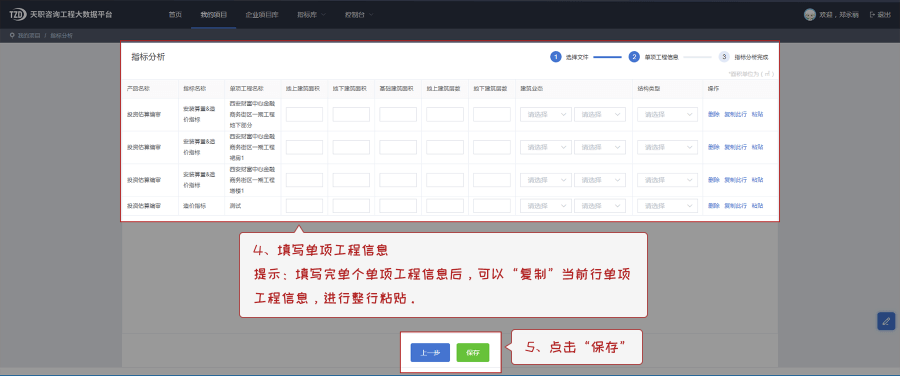 TZD 天职咨询工程大数据平台
首页
我的项目
企业项目库
指标库
控制台
欢迎，邓永丽
退出
我的项目 / 指标分析
指标分析
1 选择文件
2 单项工程信息
3 指标分析完成
*面积单位为（㎡）
产品名称 指标名称 单项工程名称 地上建筑面积 地下建筑面积 基础建筑面积 地上建筑层数 地下建筑层数 建筑业态 结构类型 操作
投资估算编审
安装算量&造
价指标
西安财富中心金融
商务街区一期工程
地下部分
请选择 请选择 请选择 删除 复制此行 粘贴
投资估算编审
安装算量&造
价指标
西安财富中心金融
商务街区一期工程
裙房1
请选择 请选择 请选择 删除 复制此行 粘贴
投资估算编审
安装算量&造
价指标
西安财富中心金融
商务街区一期工程
塔楼1
请选择 请选择 请选择 删除 复制此行 粘贴
投资估算编审 造价指标 测试 请选择 请选择 请选择 删除 复制此行 粘贴
4、填写单项工程信息
提示：填写完单个单项工程信息后，可以“复制”当前行单项
工程信息，进行整行粘贴．
上一步
保存
5、点击“保存”